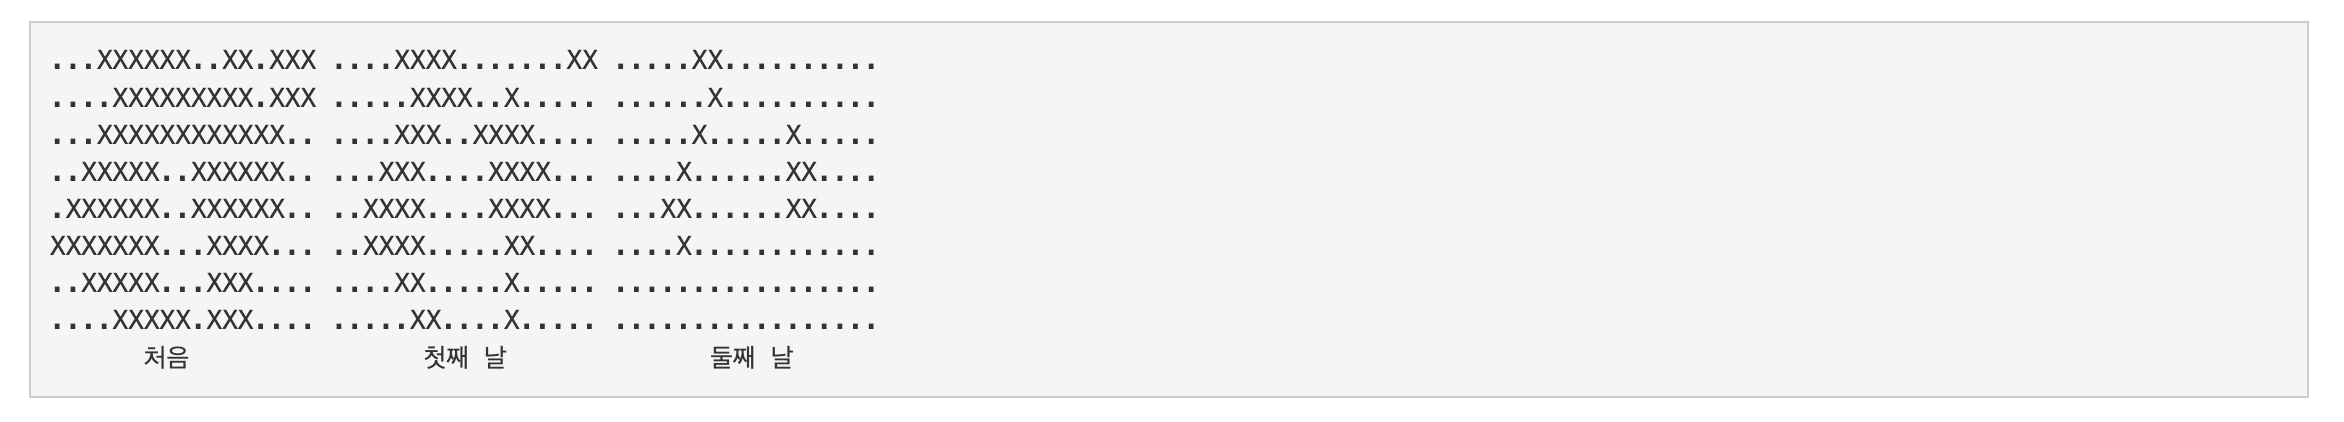 ...XXXXXX..XX.XXX ....XXXX.......XX .....XX..........
....XXXXXXXXX.XXX .....XXXX..X..... ......X..........
...XXXXXXXXXXXX.. ....XXX..XXXX.... .....X.....X.....
..XXXXX..XXXXXX.. ...XXX....XXXX... ....X......XX....
.XXXXXX..XXXXXX.. ..XXXX....XXXX... ...XX......XX....
XXXXXXX...XXXX... ..XXXX.....XX.... ....X............
..XXXXX...XXX.... ....XX.....X..... .................
....XXXXX.XXX.... .....XX....X..... .................
처음 첫째 날 둘째 날